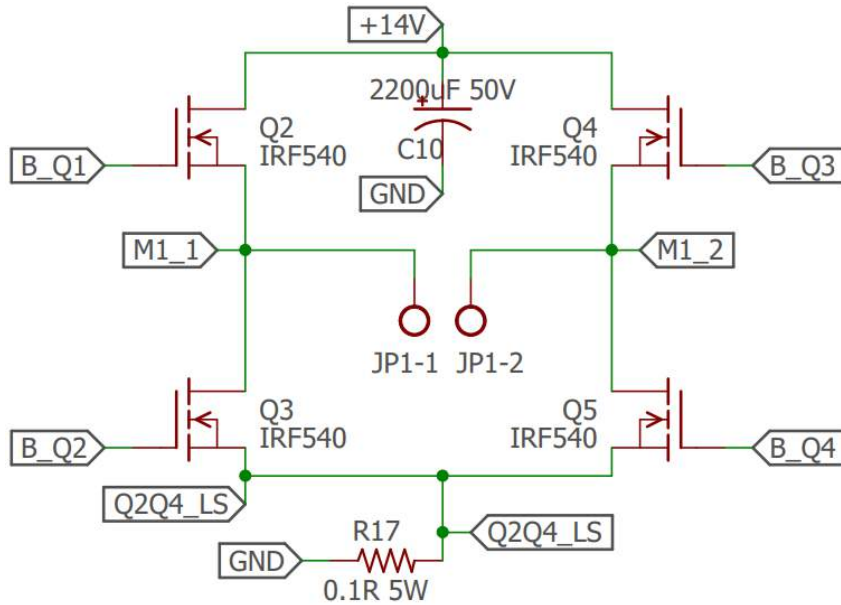 +14V
2200uF 50V
+
C10
GND
Q2
IRF540
Q4
IRF540
B_Q1
B_Q3
M1_1
M1_2
JP1-1
JP1-2
Q3
IRF540
Q5
IRF540
B_Q2
B_Q4
Q2Q4_LS
Q2Q4_LS
R17
GND
0.1R 5W